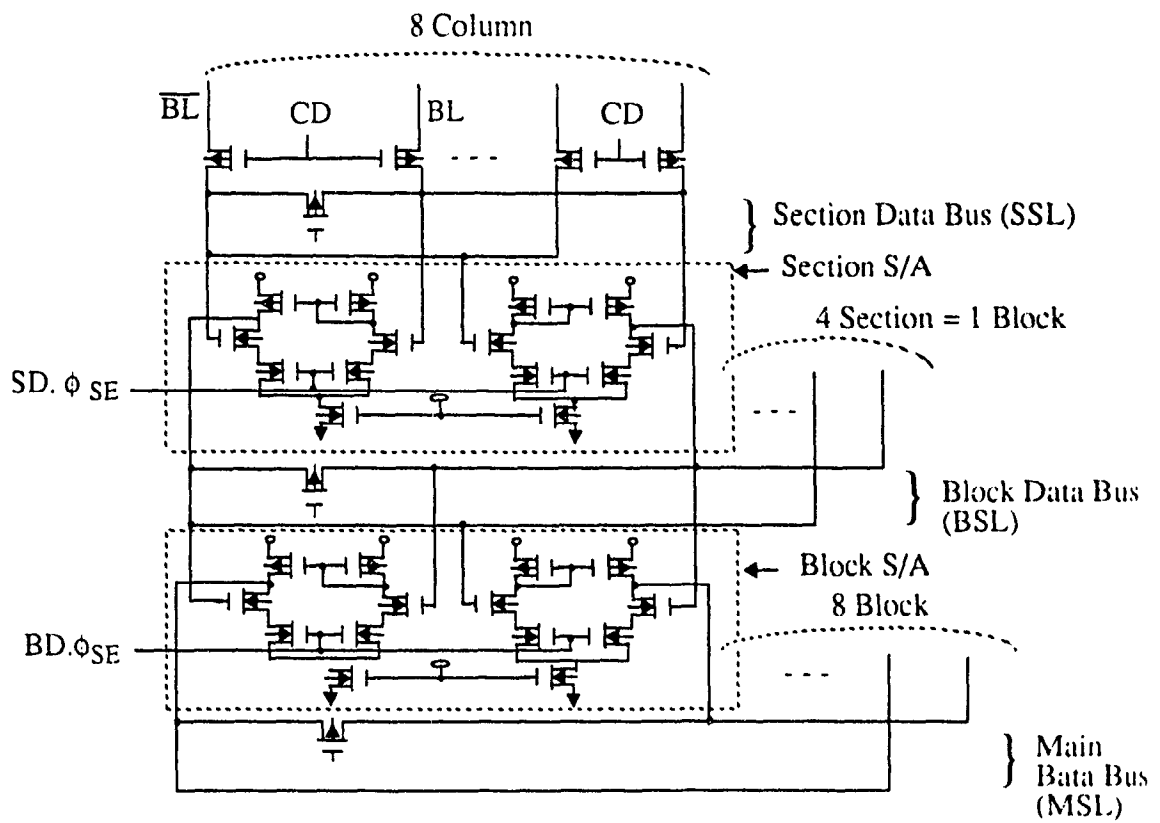 8 Column
BL
CD
BL
CD
- - -
Section Data Bus (SSL)
Section S/A
4 Section = 1 Block
SD. ϕSE
- - -
Block Data Bus
(BSL)
Block S/A
8 Block
BD.ϕSE
- - -
Main
Bata Bus
(MSL)